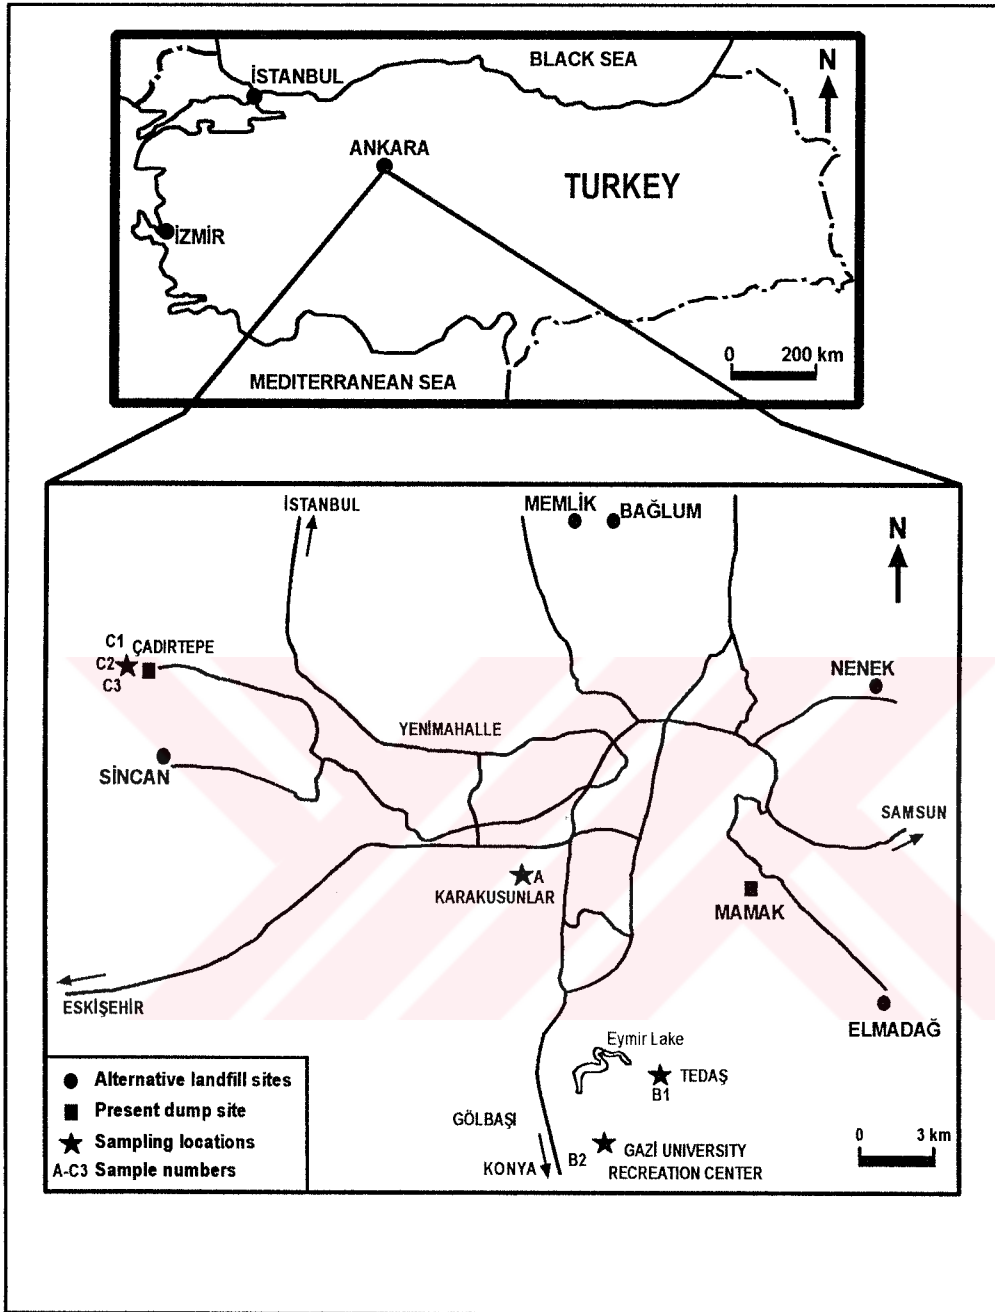 BLACK SEA
N
İSTANBUL
ANKARA
TURKEY
İZMİR
0 200 km
MEDITERRANEAN SEA
İSTANBUL
MEMLİK
BAĞLUM
N
C1
ÇADIRTEPE
C2
C3
NENEK
YENİMAHALLE
SİNCAN
SAMSUN
A
KARAKUSUNLAR
MAMAK
ESKİŞEHİR
ELMADAĞ
Eymir Lake
TEDAŞ
B1
Alternative landfill sites
Present dump site
Sampling locations
A-C3 Sample numbers
GÖLBAŞI
KONYA
B2
GAZİ UNIVERSITY
RECREATION CENTER
0 3 km